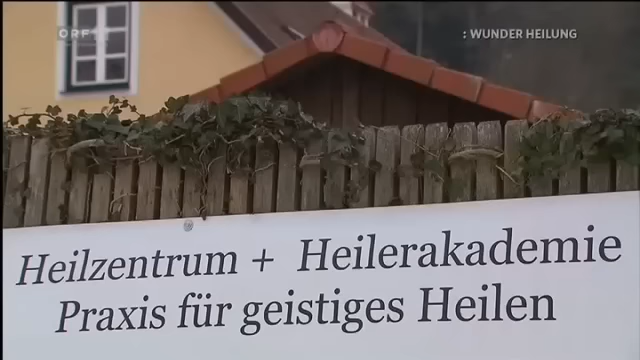 ORF
: WUNDER HEILUNG
Heilzentrum + Heilerakademie
Praxis für geistiges Heilen